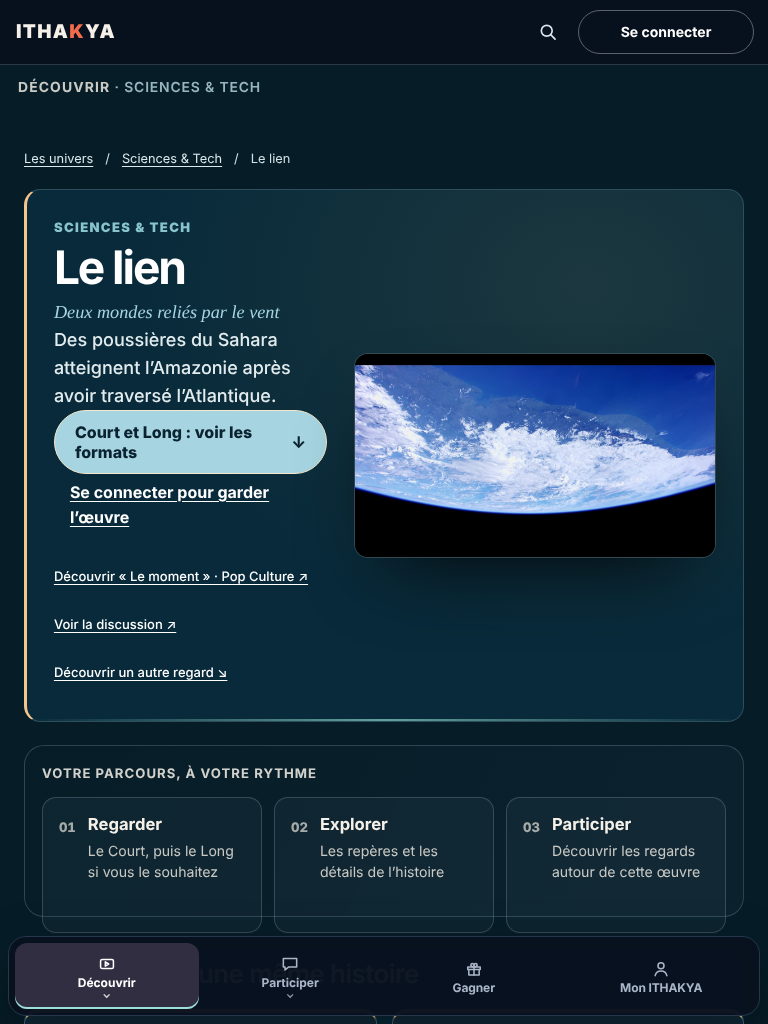 ITHAKYA
Se connecter
DÉCOUVRIR · SCIENCES & TECH
Les univers / Sciences & Tech / Le lien
SCIENCES & TECH
Le lien
Deux mondes reliés par le vent
Des poussières du Sahara
atteignent l’Amazonie après
avoir traversé l’Atlantique.
Court et Long : voir les
formats ↓
Se connecter pour garder
l’œuvre
Découvrir « Le moment » · Pop Culture ↗
Voir la discussion ↗
Découvrir un autre regard ↘
VOTRE PARCOURS, À VOTRE RYTHME
01 Regarder
Le Court, puis le Long
si vous le souhaitez
02 Explorer
Les repères et les
détails de l’histoire
03 Participer
Découvrir les regards
autour de cette œuvre
une même histoire
Découvrir
Participer
Gagner
Mon ITHAKYA